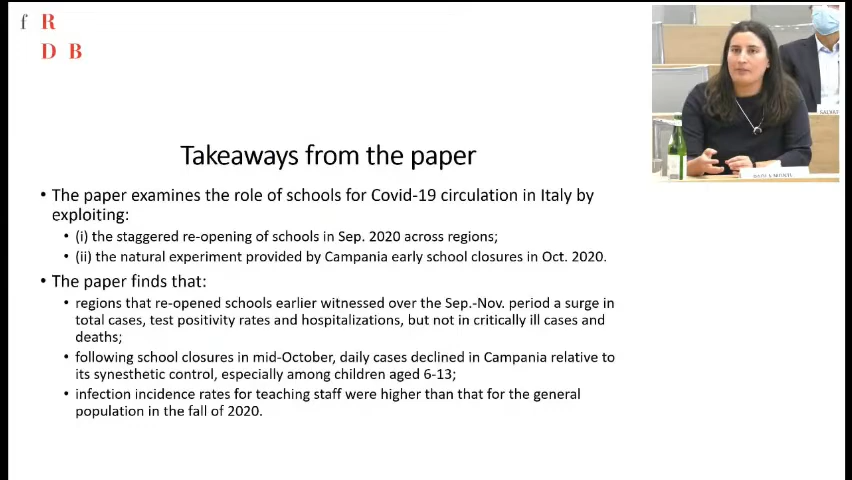 f R
D B
Takeaways from the paper
• The paper examines the role of schools for Covid-19 circulation in Italy by
exploiting:
• (i) the staggered re-opening of schools in Sep. 2020 across regions;
• (ii) the natural experiment provided by Campania early school closures in Oct. 2020.
• The paper finds that:
• regions that re-opened schools earlier witnessed over the Sep.-Nov. period a surge in
total cases, test positivity rates and hospitalizations, but not in critically ill cases and
deaths;
• following school closures in mid-October, daily cases declined in Campania relative to
its synesthetic control, especially among children aged 6-13;
• infection incidence rates for teaching staff were higher than that for the general
population in the fall of 2020.